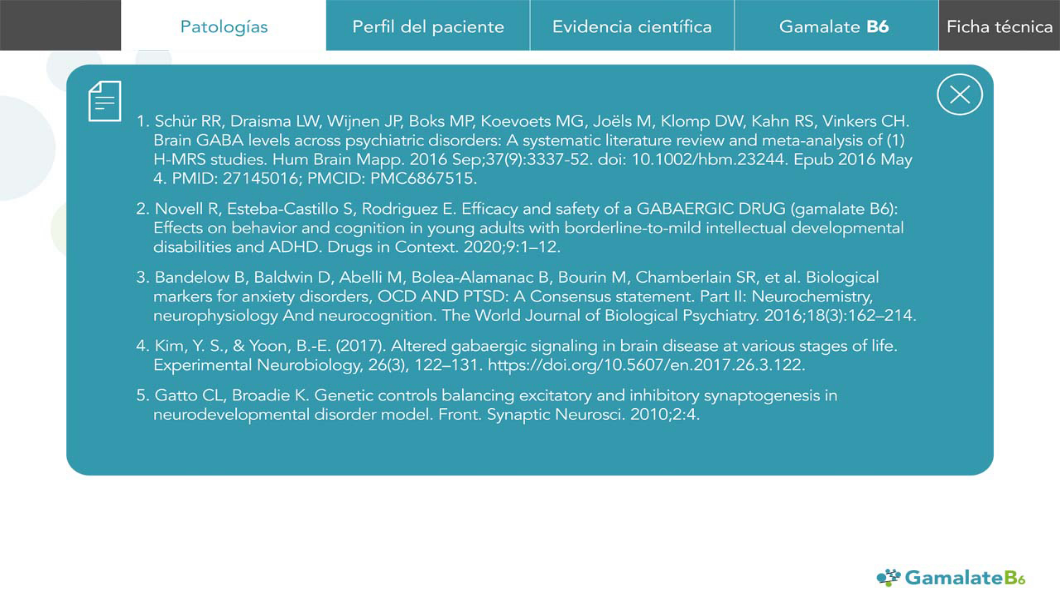 Patologías
Perfil del paciente
Evidencia científica
Gamalate B6
Ficha técnica
1. Schür RR, Draisma LW, Wijnen JP, Boks MP, Koevoets MG, Joëls M, Klomp DW, Kahn RS, Vinkers CH.
Brain GABA levels across psychiatric disorders: A systematic literature review and meta-analysis of (1)
H-MRS studies. Hum Brain Mapp. 2016 Sep;37(9):3337-52. doi: 10.1002/hbm.23244. Epub 2016 May
4. PMID: 27145016; PMCID: PMC6867515.
2. Novell R, Esteba-Castillo S, Rodriguez E. Efficacy and safety of a GABAERGIC DRUG (gamalate B6):
Effects on behavior and cognition in young adults with borderline-to-mild intellectual developmental
disabilities and ADHD. Drugs in Context. 2020;9:1–12.
3. Bandelow B, Baldwin D, Abelli M, Bolea-Alamanac B, Bourin M, Chamberlain SR, et al. Biological
markers for anxiety disorders, OCD AND PTSD: A Consensus statement. Part II: Neurochemistry,
neurophysiology And neurocognition. The World Journal of Biological Psychiatry. 2016;18(3):162–214.
4. Kim, Y. S., & Yoon, B.-E. (2017). Altered gabaergic signaling in brain disease at various stages of life.
Experimental Neurobiology, 26(3), 122–131. https://doi.org/10.5607/en.2017.26.3.122.
5. Gatto CL, Broadie K. Genetic controls balancing excitatory and inhibitory synaptogenesis in
neurodevelopmental disorder model. Front. Synaptic Neurosci. 2010;2:4.
GamalateB6